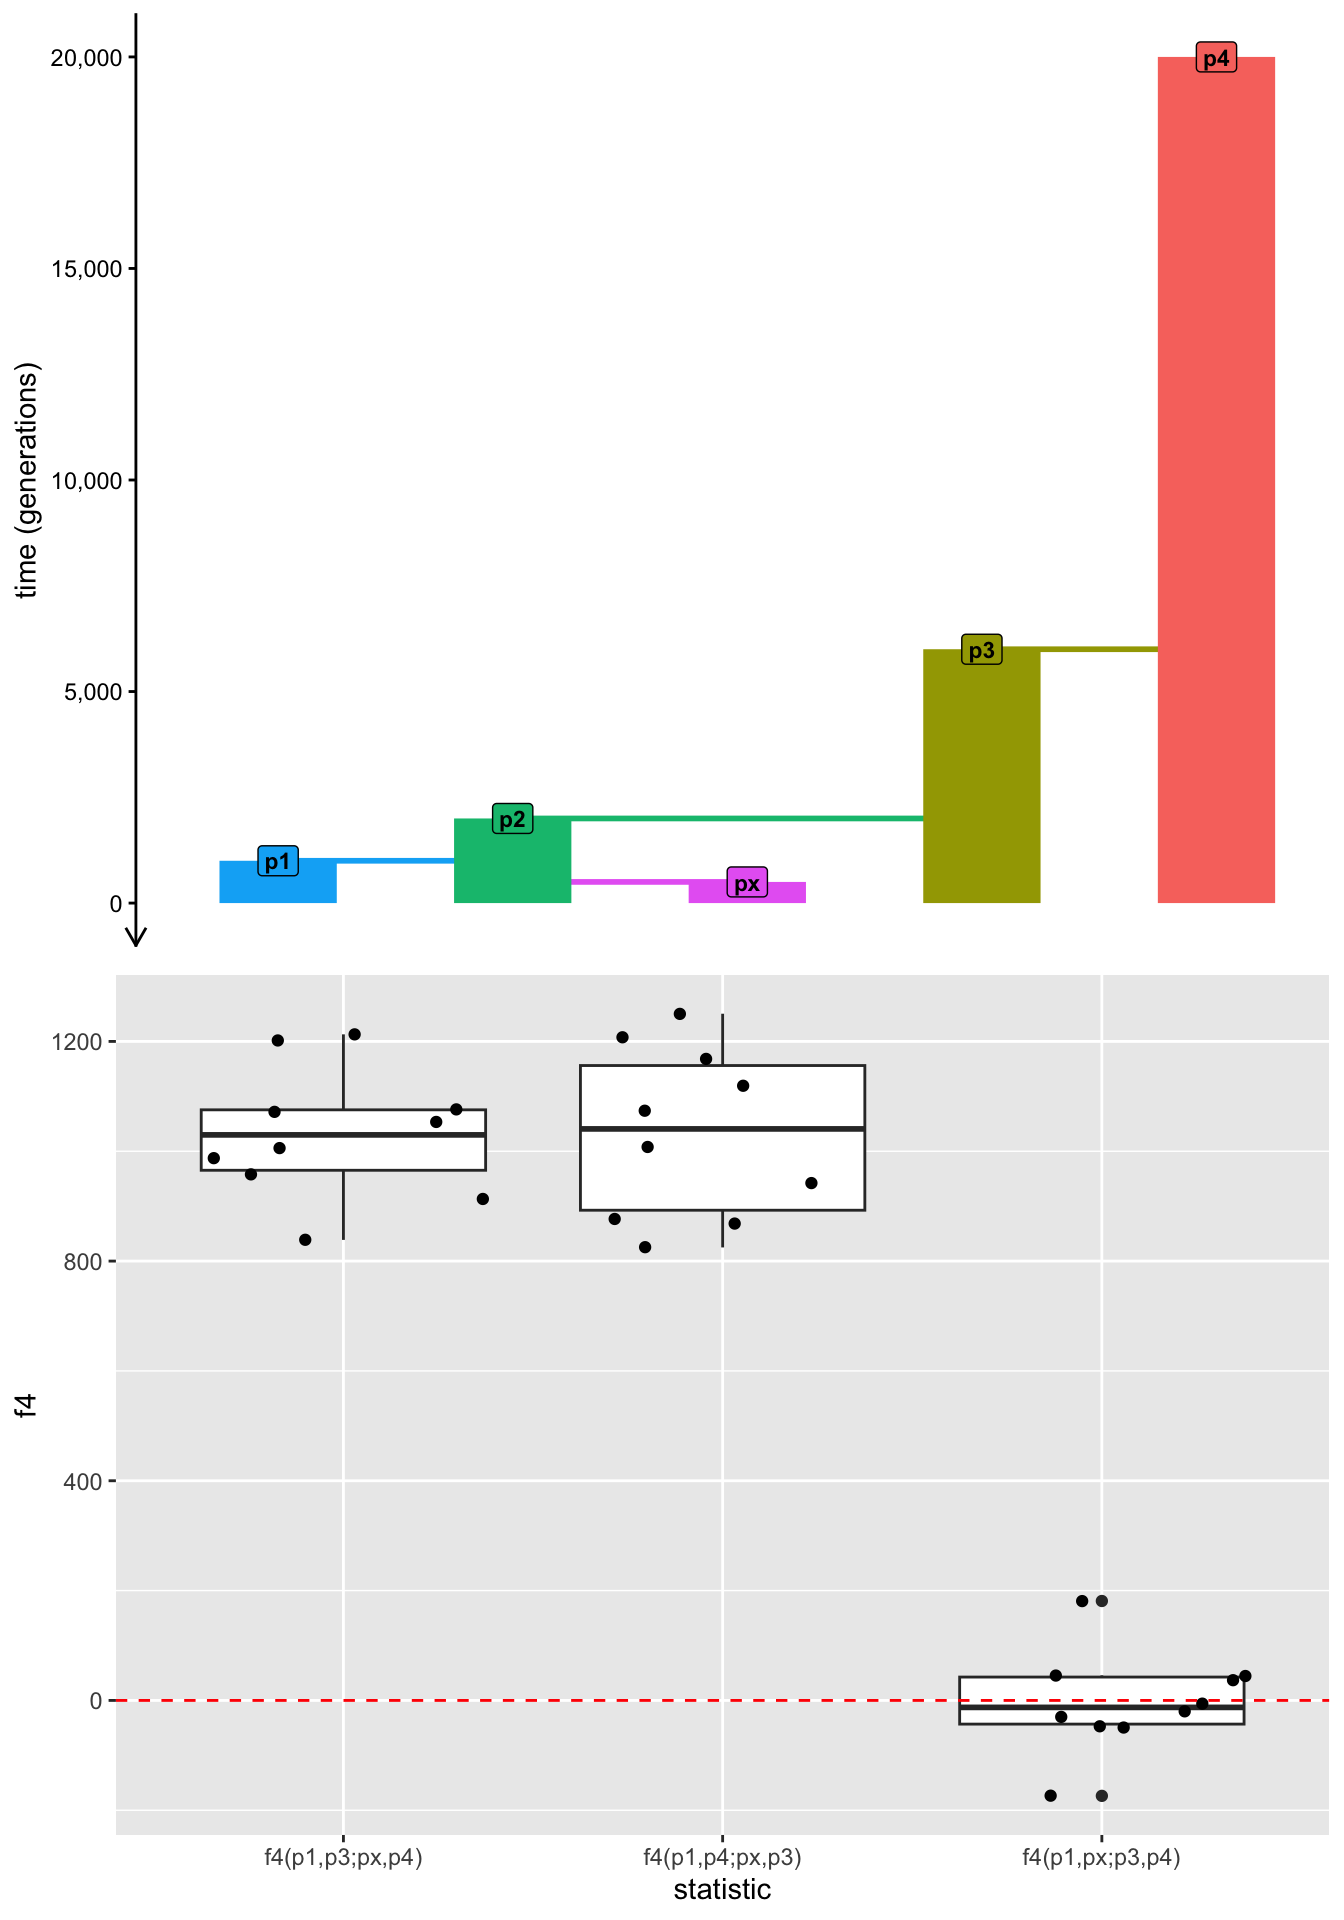 time (generations)
20,000
15,000
10,000
5,000
0
p4
p3
p2
p1
px
f4
1200
800
400
0
f4(p1,p3;px,p4)
f4(p1,p4;px,p3)
f4(p1,px;p3,p4)
statistic